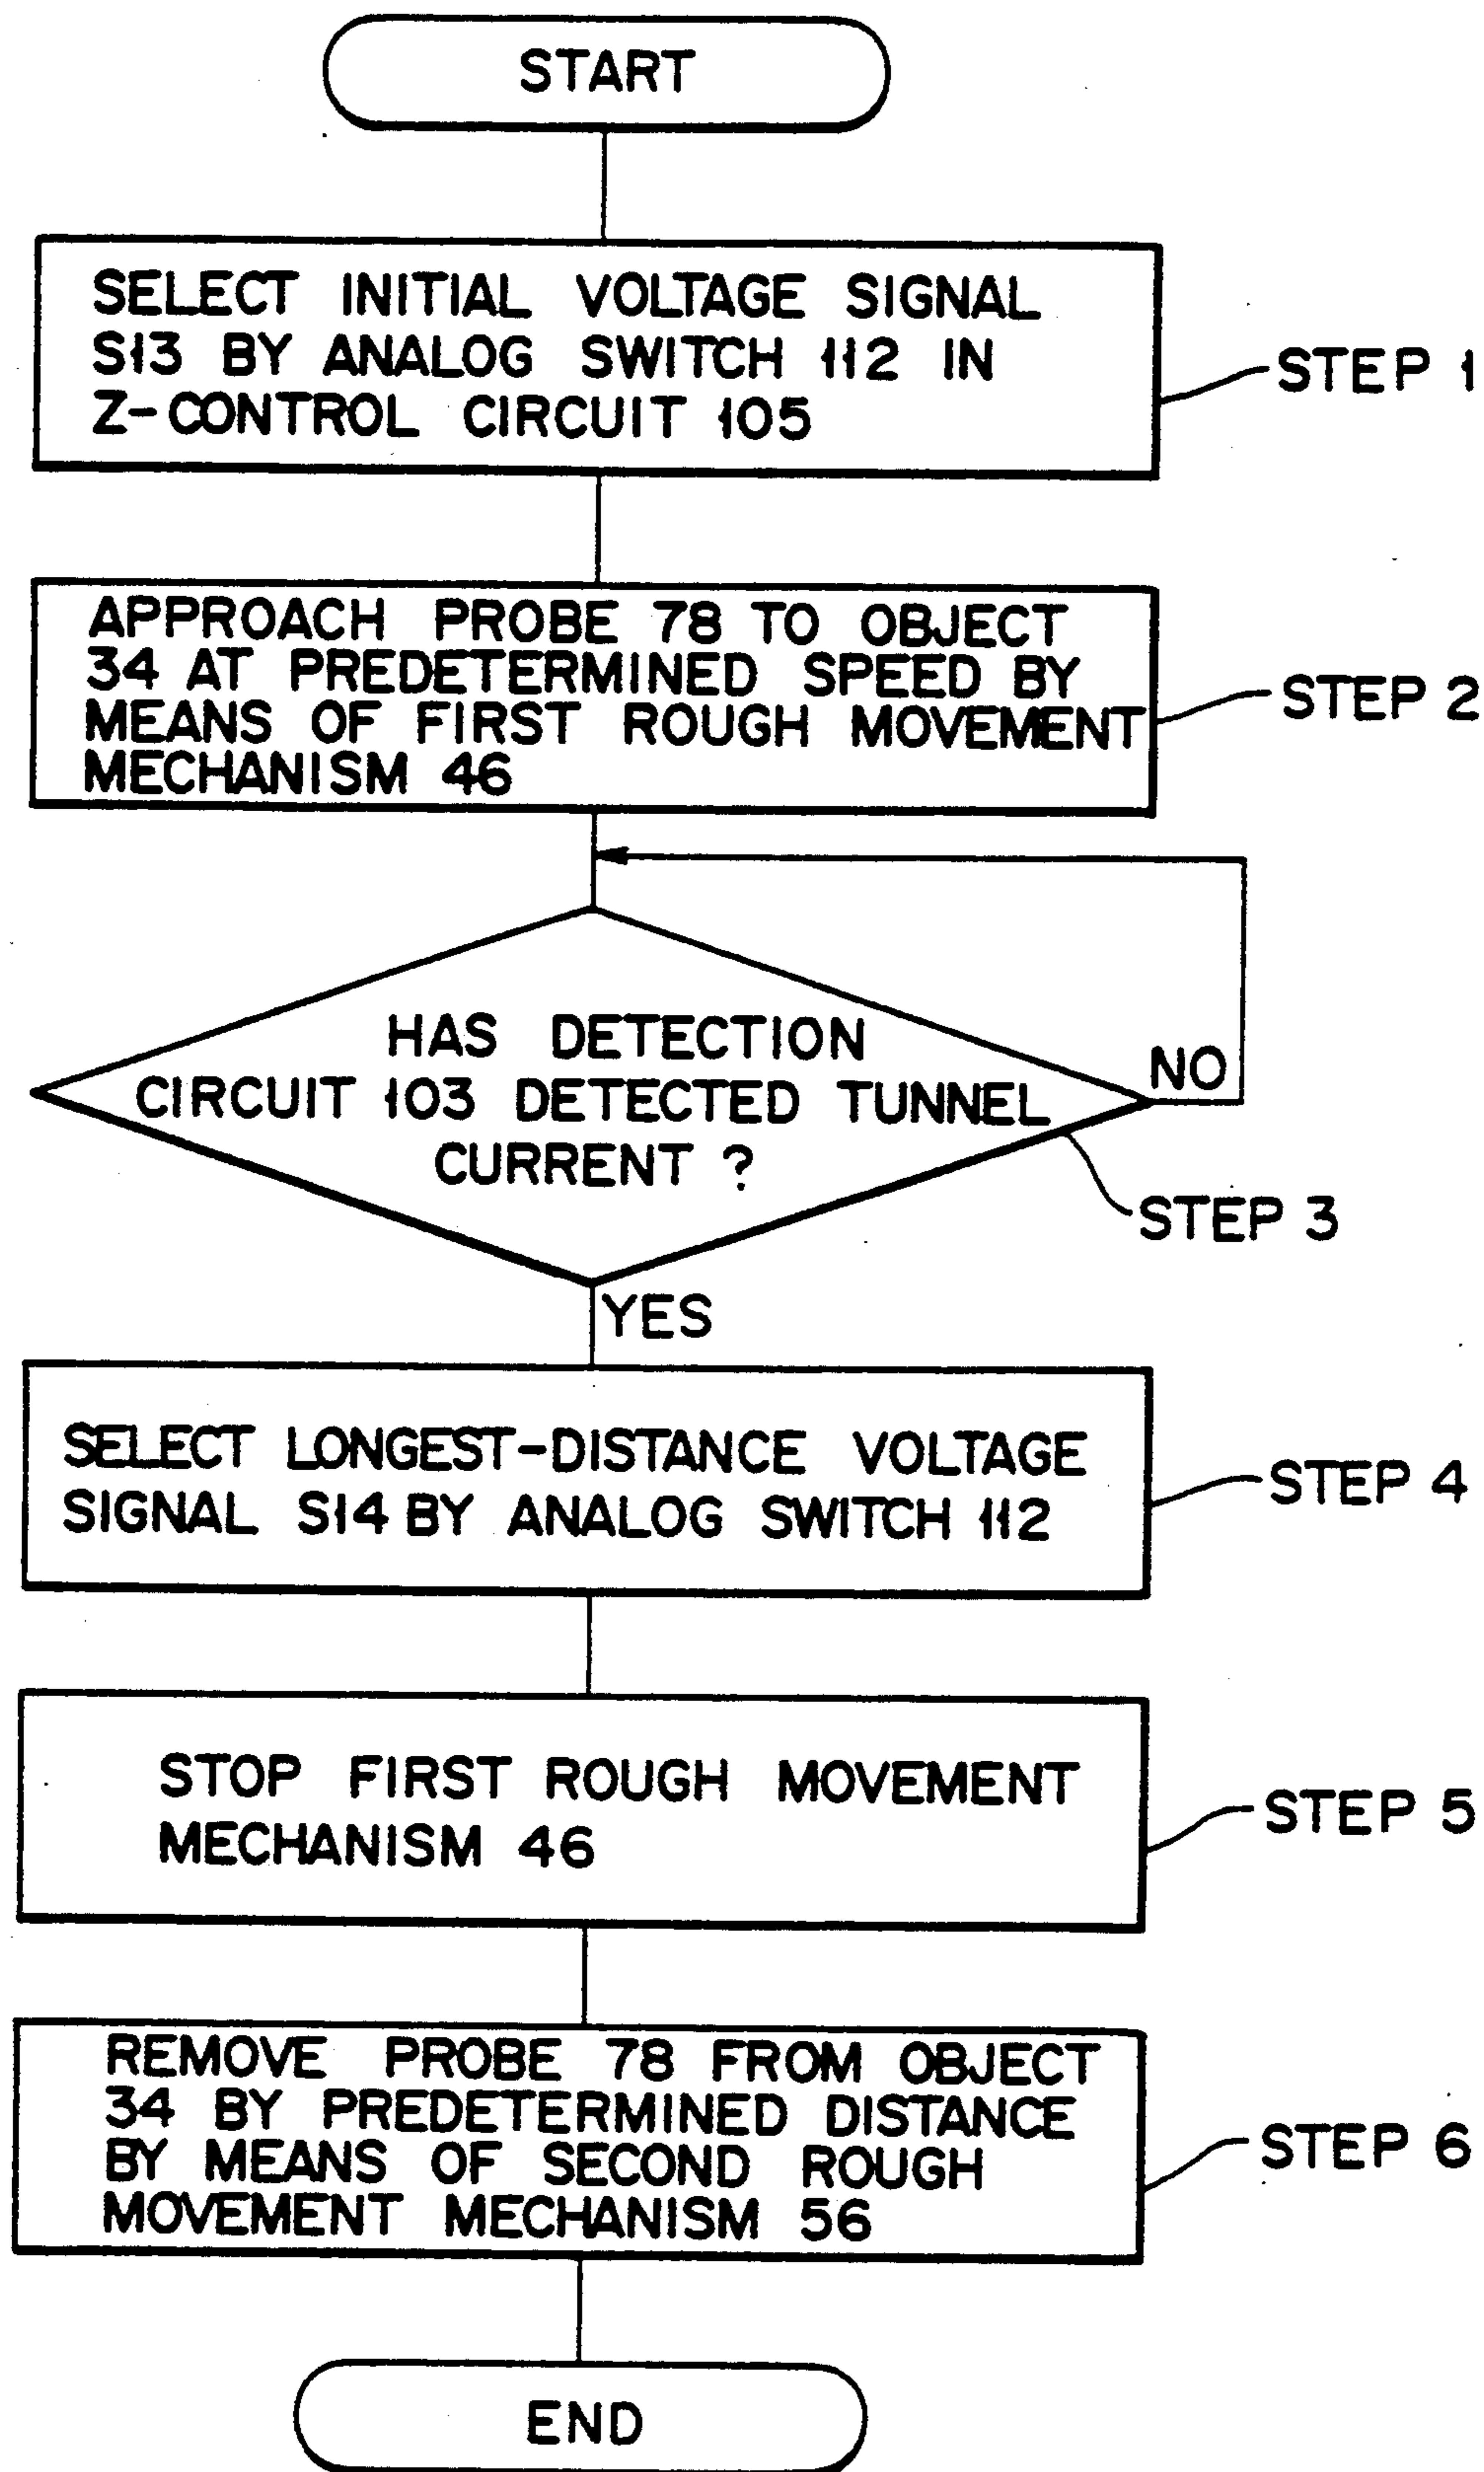 START
SELECT INITIAL VOLTAGE SIGNAL
S13 BY ANALOG SWITCH 112 IN
Z-CONTROL CIRCUIT 105
STEP 1
APPROACH PROBE 78 TO OBJECT
34 AT PREDETERMINED SPEED BY
MEANS OF FIRST ROUGH MOVEMENT
MECHANISM 46
STEP 2
HAS DETECTION
CIRCUIT 103 DETECTED TUNNEL
CURRENT ?
NO
STEP 3
YES
SELECT LONGEST-DISTANCE VOLTAGE
SIGNAL S14 BY ANALOG SWITCH 112
STEP 4
STOP FIRST ROUGH MOVEMENT
MECHANISM 46
STEP 5
REMOVE PROBE 78 FROM OBJECT
34 BY PREDETERMINED DISTANCE
BY MEANS OF SECOND ROUGH
MOVEMENT MECHANISM 56
STEP 6
END